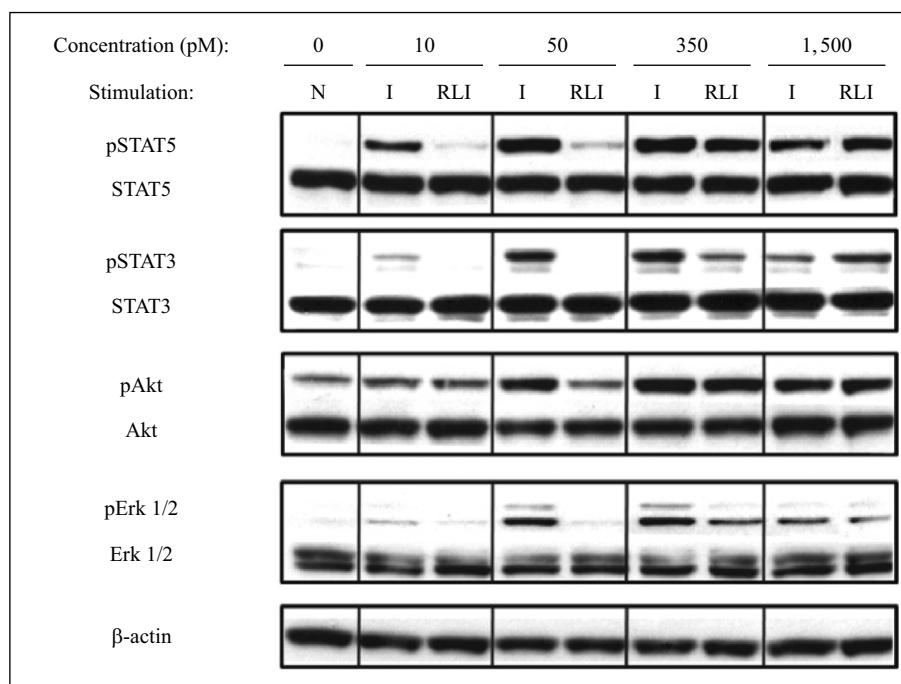 Concentration (pM): 0 10 50 350 1,500
Stimulation: N I RLI I RLI I RLI I RLI
pSTAT5
STAT5
pSTAT3
STAT3
pAkt
Akt
pErk 1/2
Erk 1/2
β-actin